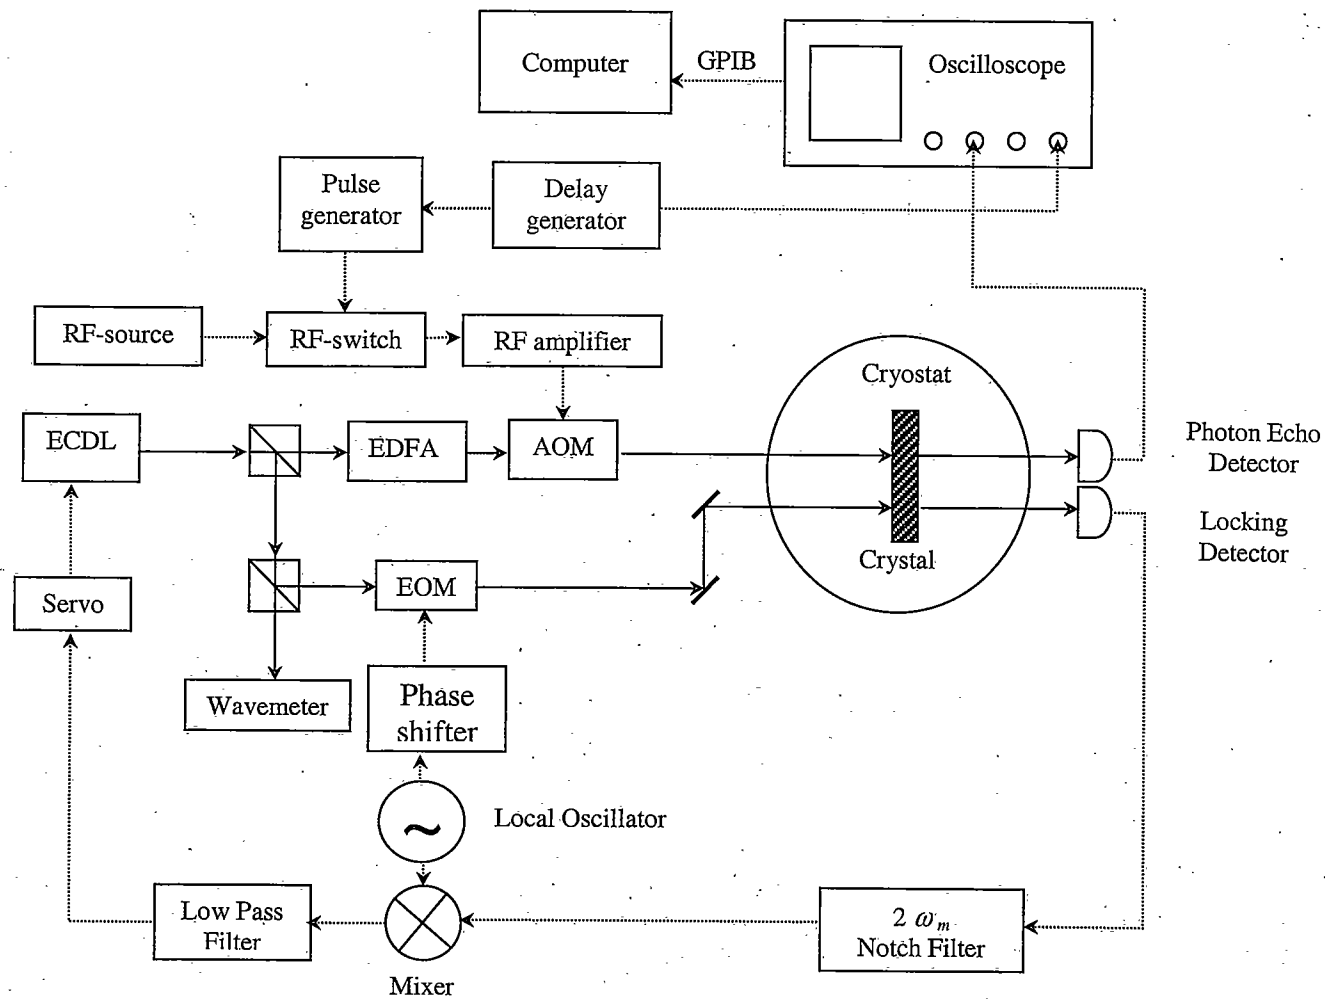 Computer
GPIB
Oscilloscope
Pulse
generator
Delay
generator
RF-source
RF-switch
RF amplifier
Cryostat
ECDL
EDFA
AOM
Photon Echo
Detector
Locking
Detector
Crystal
EOM
Servo
Wavemeter
Phase
shifter
~
Local Oscillator
Low Pass
Filter
2 ωm
Notch Filter
Mixer